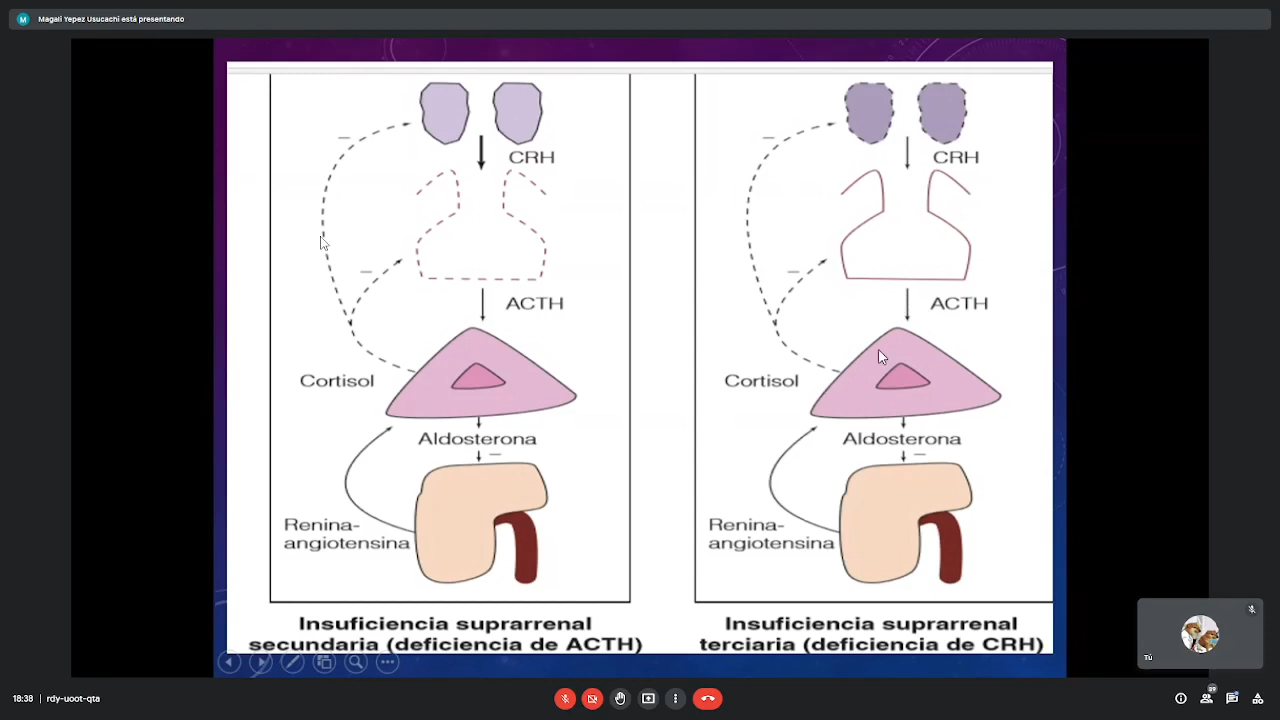 M Magali Yepez Usucachi está presentando
CRH
ACTH
Cortisol
Aldosterona
Renina-
angiotensina
Insuficiencia suprarrenal
secundaria (deficiencia de ACTH)
CRH
ACTH
Cortisol
Aldosterona
Renina-
angiotensina
Insuficiencia suprarrenal
terciaria (deficiencia de CRH)
Tú
18:38 rdy-uoot-qta